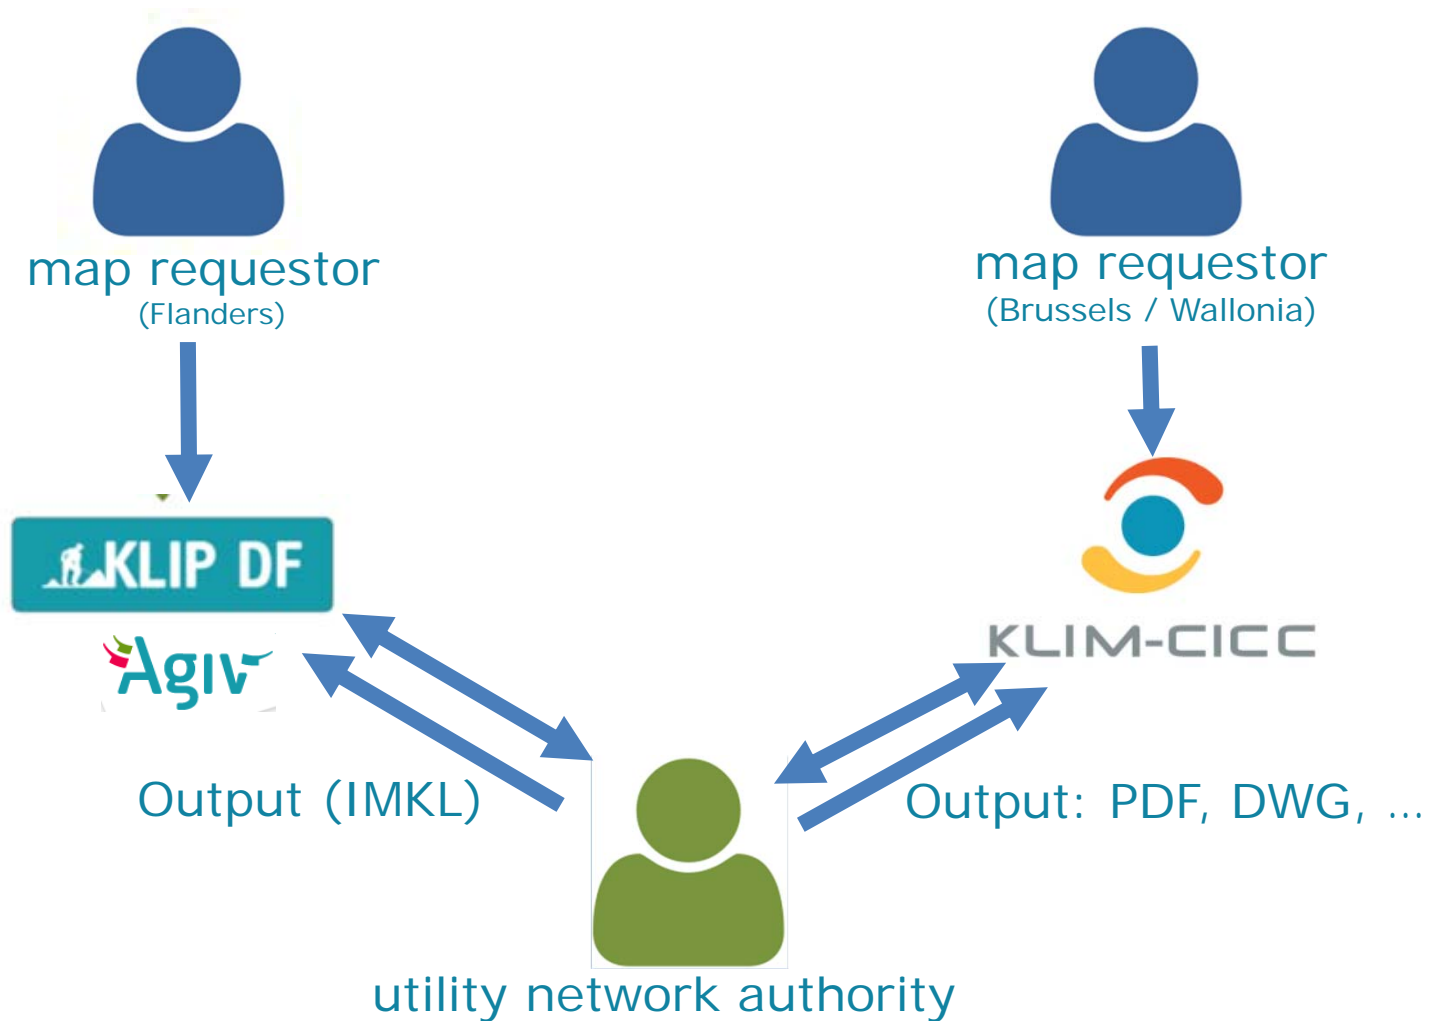 map requestor
(Flanders)
map requestor
(Brussels / Wallonia)
KLIP DF
Agiv
KLIM-CICC
Output (IMKL)
Output: PDF, DWG, ...
utility network authority